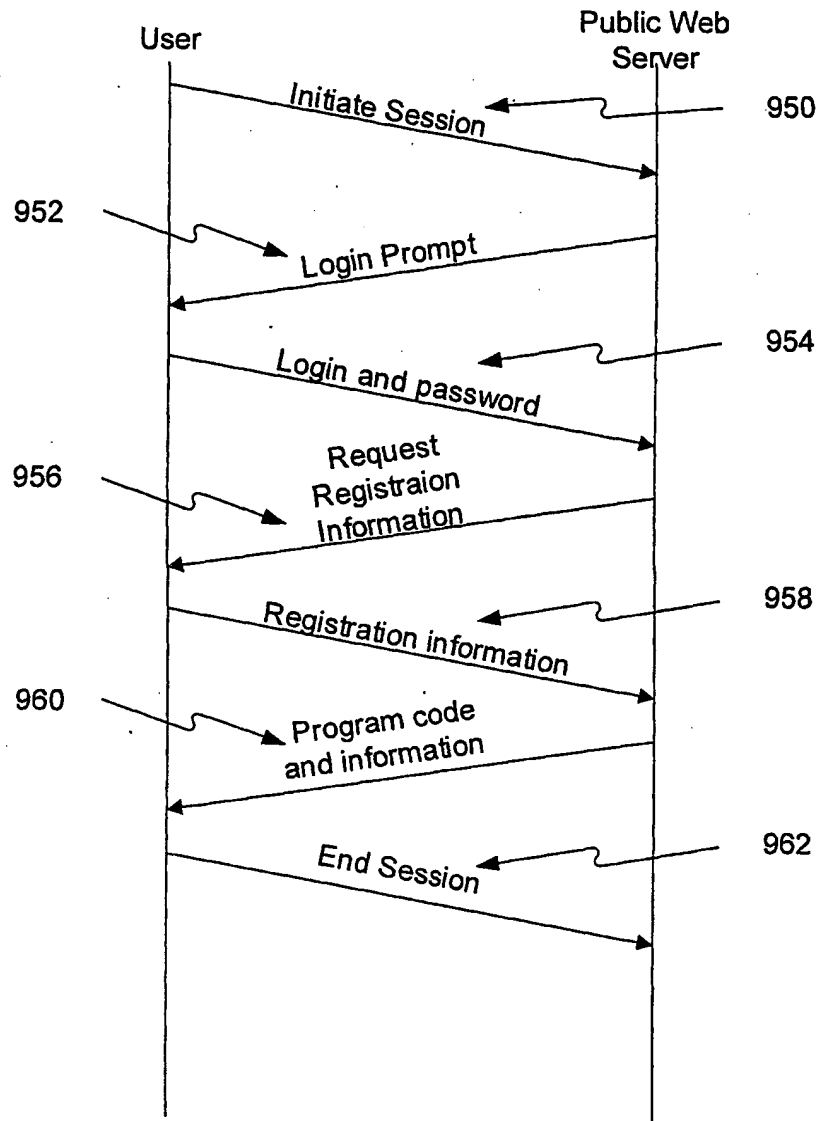 User
Public Web
Server
Initiate Session
950
952
Login Prompt
954
Login and password
956
Request
Registraion
Information
958
Registration information
960
Program code
and information
962
End Session